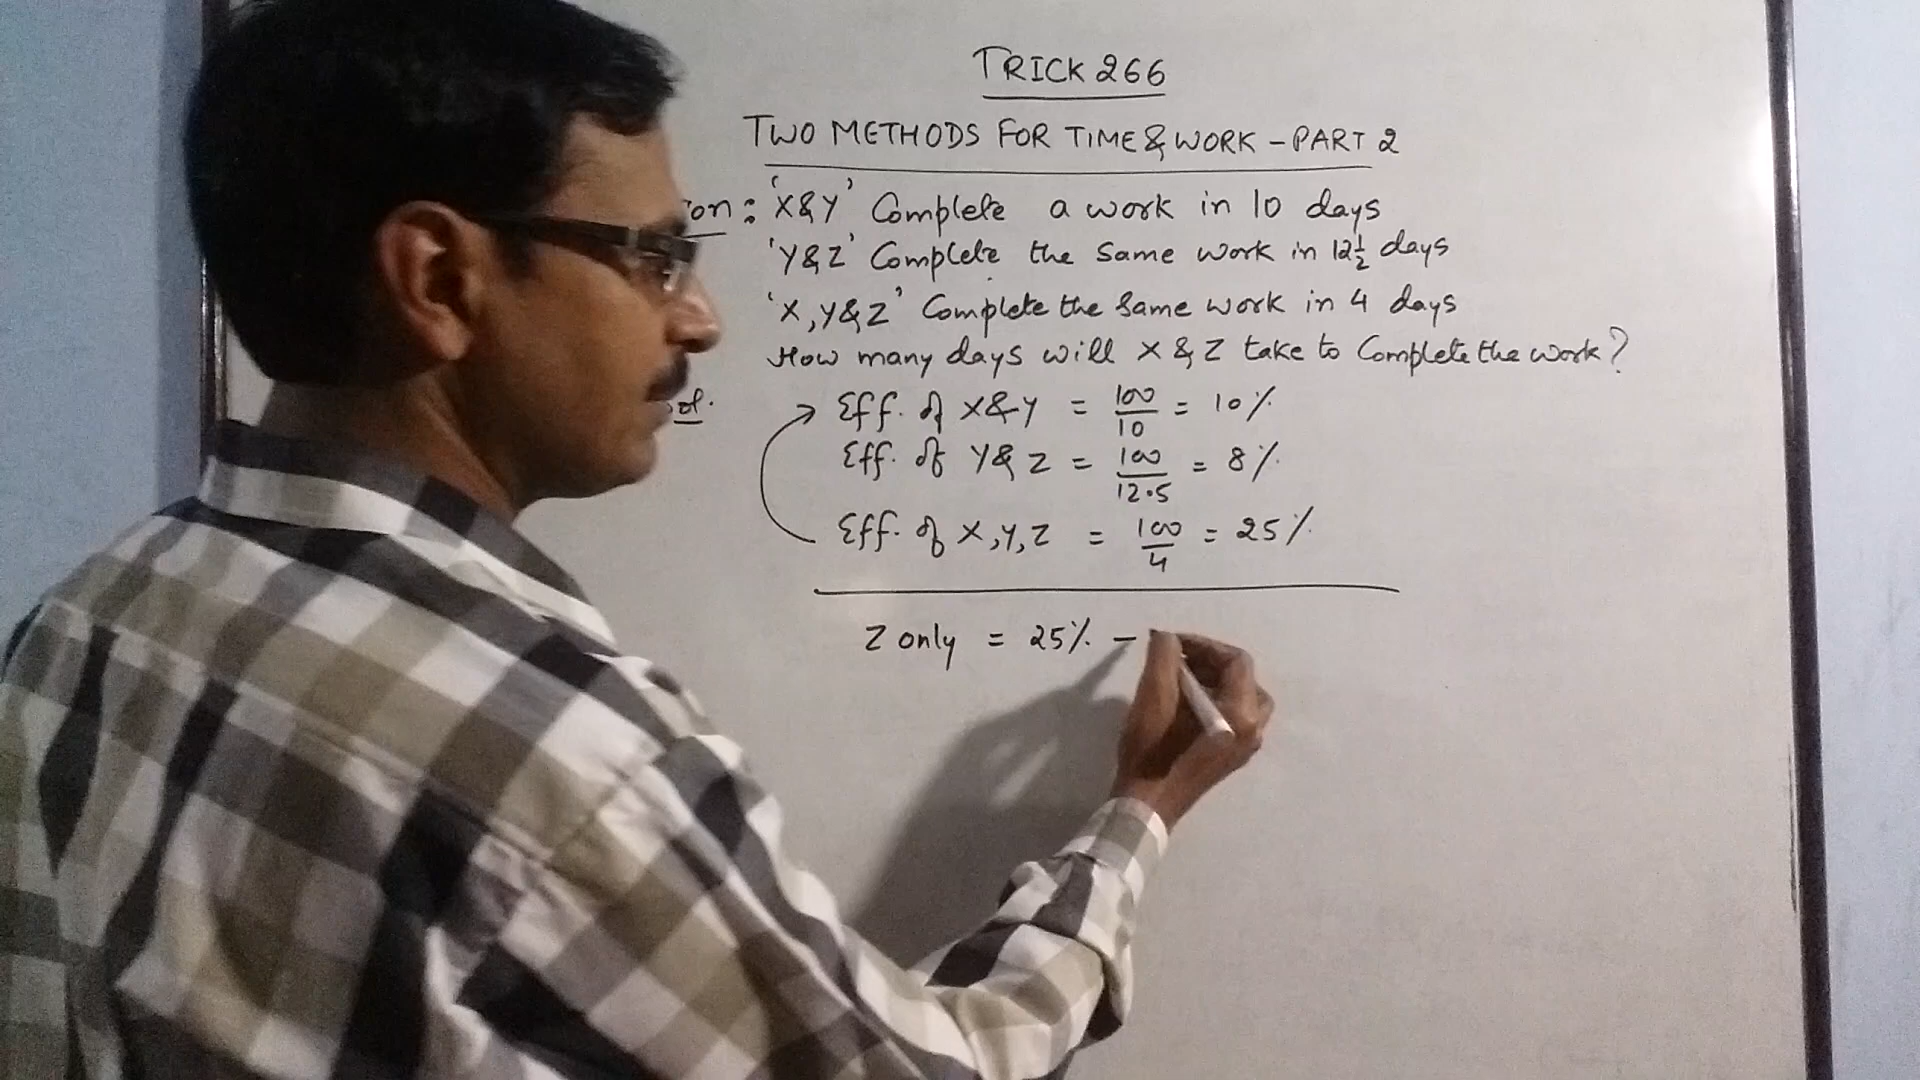 TRICK 266
TWO METHODS FOR TIME & WORK - PART 2
on : 'X&Y' Complete a work in 10 days
'Y&Z' Complete the Same work in 12½ days
'X,Y&Z' Complete the Same work in 4 days
How many days will X & Z take to Complete the work?
ol.
Eff. of X&Y = 100/10 = 10%
Eff. of Y&Z = 100/12.5 = 8%
Eff. of X,Y,Z = 100/4 = 25%
Z only = 25% -